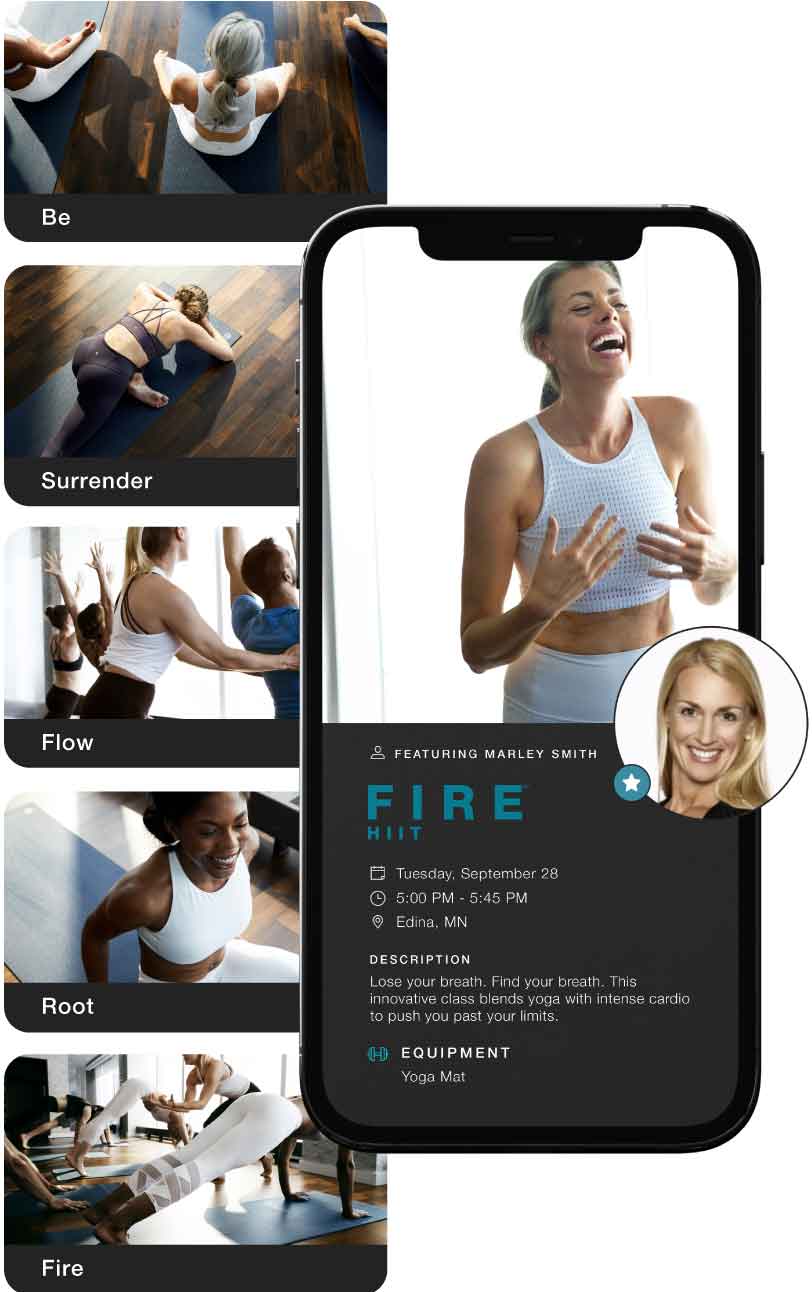 Be
Surrender
Flow
Root
Fire
FEATURING MARLEY SMITH
FIRE
HIIT
Tuesday, September 28
5:00 PM - 5:45 PM
Edina, MN
DESCRIPTION
Lose your breath. Find your breath. This
innovative class blends yoga with intense cardio
to push you past your limits.
EQUIPMENT
Yoga Mat